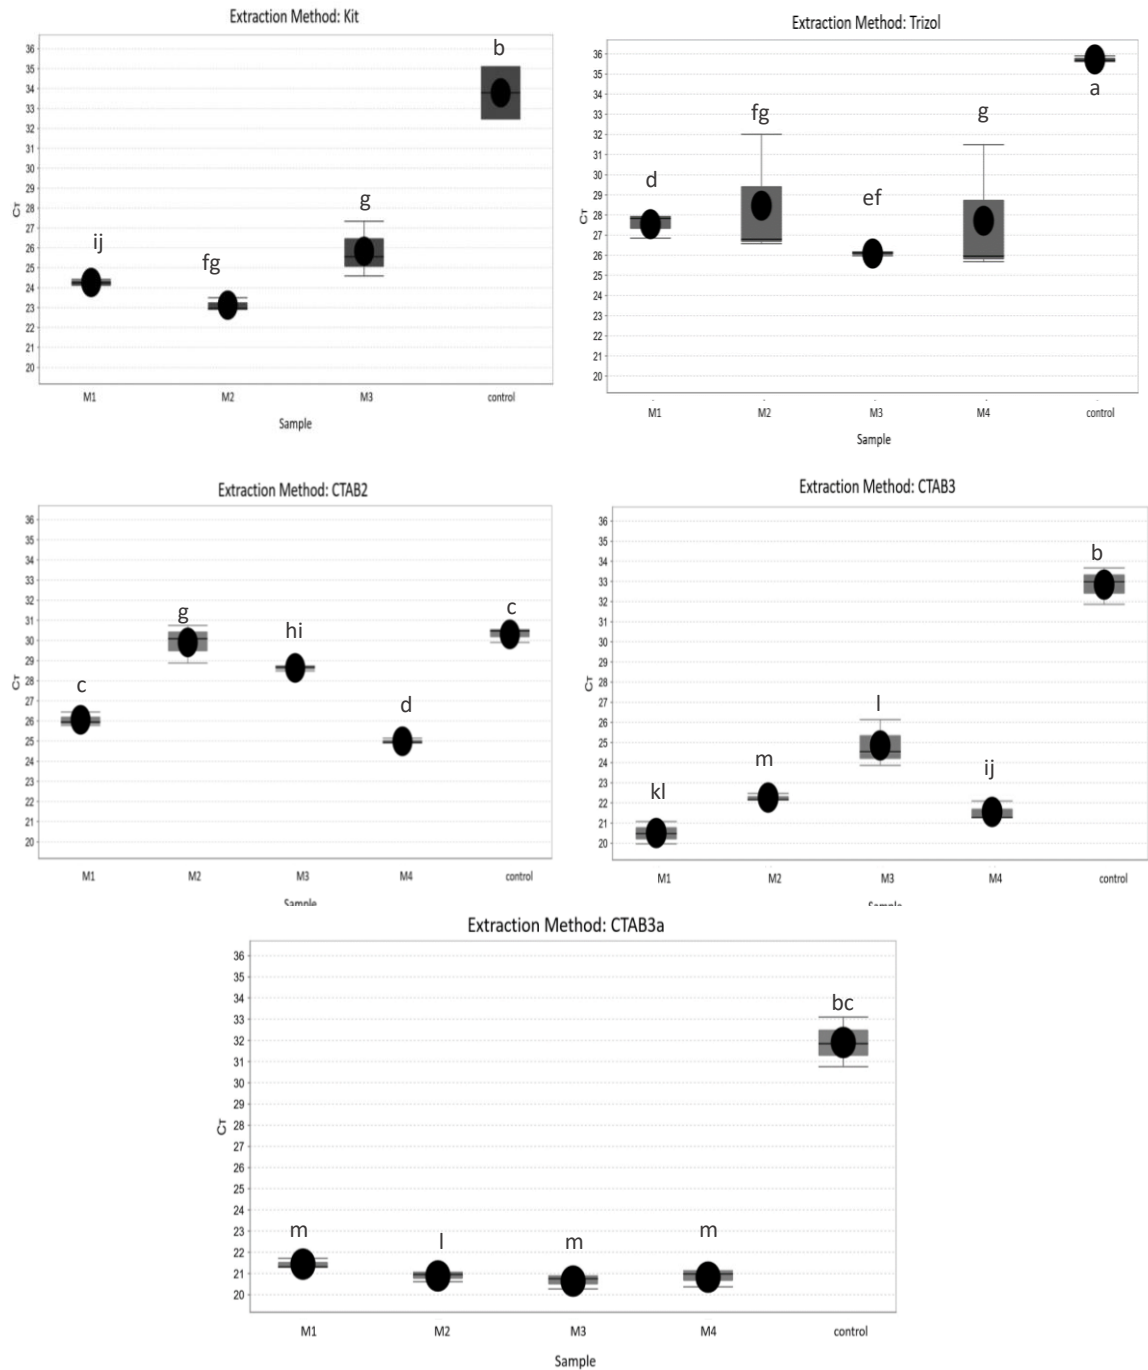 Extraction Method: Kit
36
35
34
33
32
31
30
29
28
27
26
25
24
23
22
21
20
Cт
ij
fg
g
b
M1 M2 M3 control
Sample
Extraction Method: Trizol
36
35
34
33
32
31
30
29
28
27
26
25
24
23
22
21
20
Cт
d
fg
ef
g
a
M1 M2 M3 M4 control
Sample
Extraction Method: CTAB2
36
35
34
33
32
31
30
29
28
27
26
25
24
23
22
21
20
Cт
c
g
hi
d
c
M1 M2 M3 M4 control
Sample
Extraction Method: CTAB3
36
35
34
33
32
31
30
29
28
27
26
25
24
23
22
21
20
Cт
kl
m
l
ij
b
M1 M2 M3 M4 control
Sample
Extraction Method: CTAB3a
36
35
34
33
32
31
30
29
28
27
26
25
24
23
22
21
20
Cт
m
l
m
m
bc
M1 M2 M3 M4 control
Sample